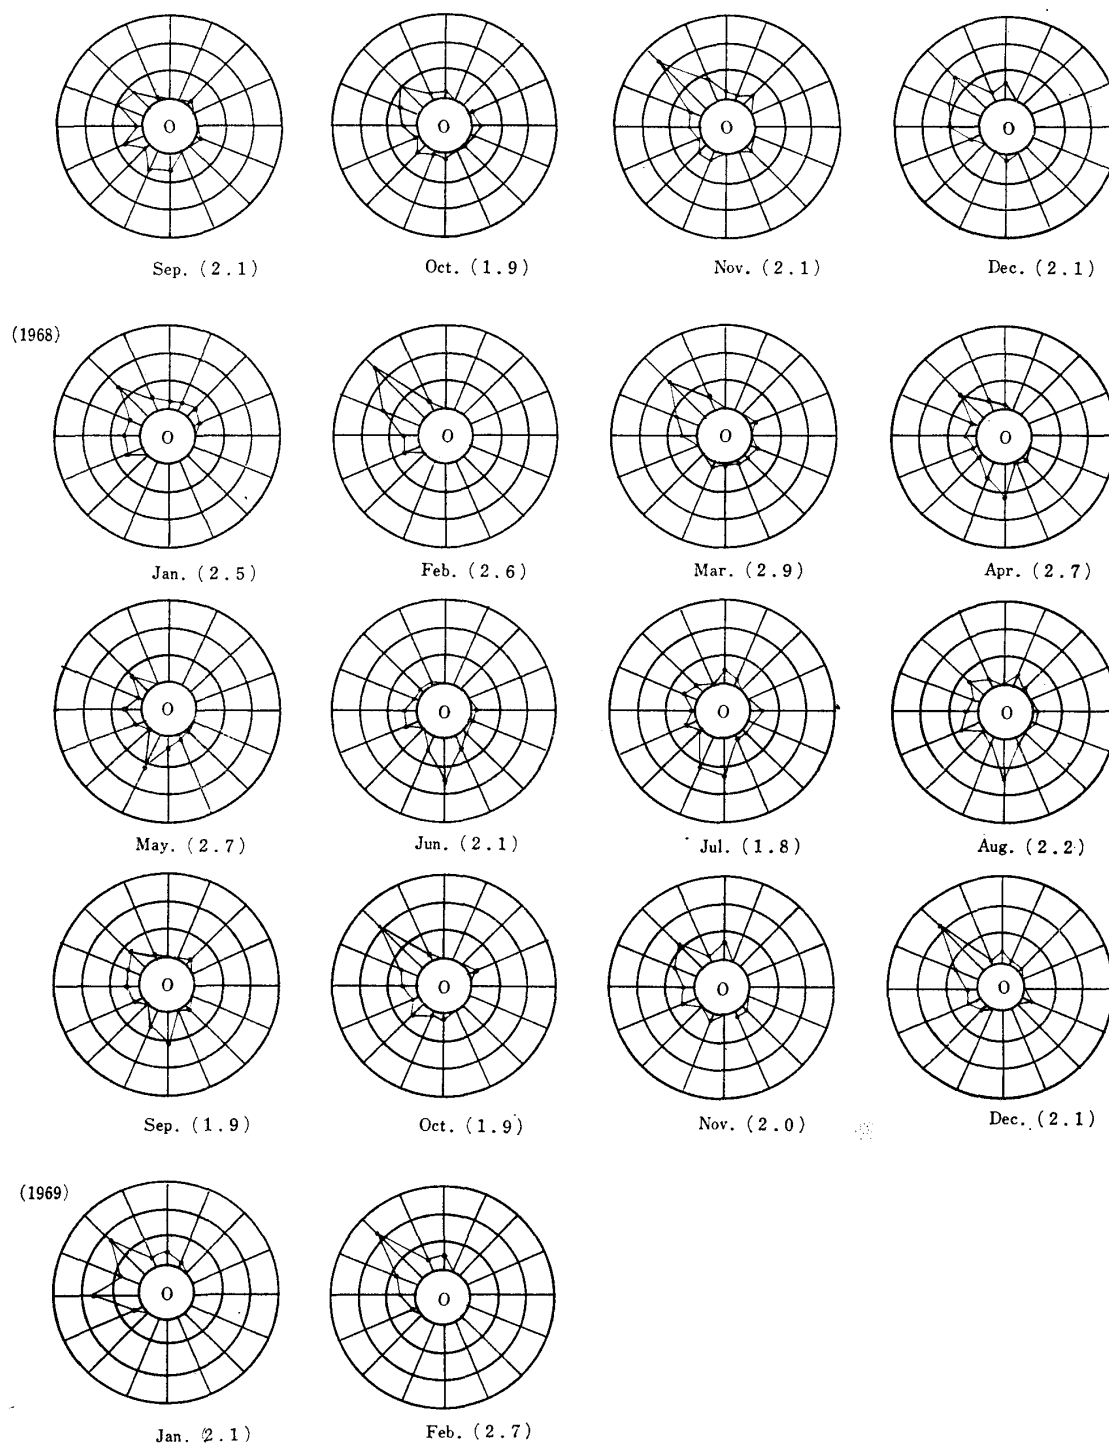 O O O O
Sep. (2.1) Oct. (1.9) Nov. (2.1) Dec. (2.1)
(1968)
O O O O
Jan. (2.5) Feb. (2.6) Mar. (2.9) Apr. (2.7)
O O O O
May. (2.7) Jun. (2.1) Jul. (1.8) Aug. (2.2)
O O O O
Sep. (1.9) Oct. (1.9) Nov. (2.0) Dec. (2.1)
(1969)
O O
Jan. (2.1) Feb. (2.7)